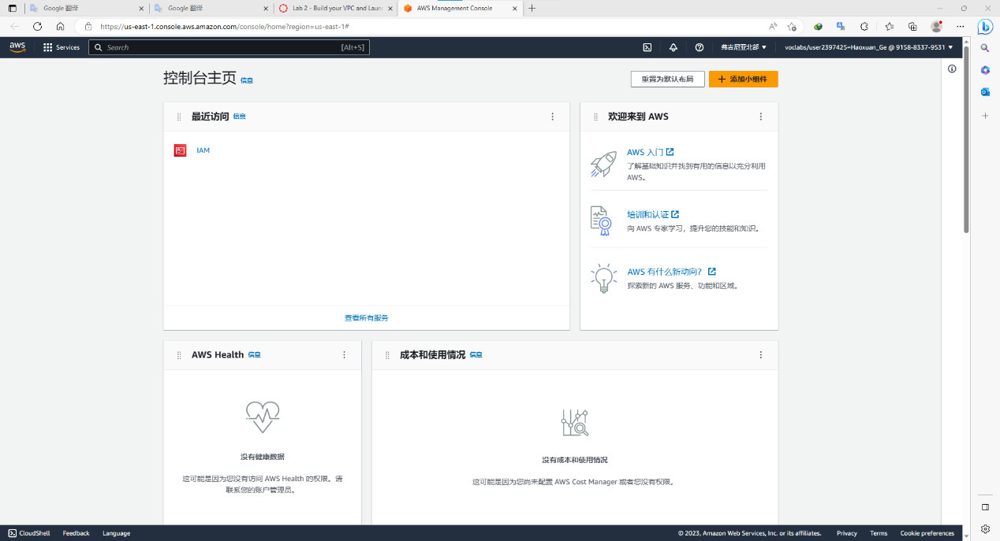 Google 翻译
Google 翻译
Lab 2 - Build your VPC and Laun
AWS Management Console
https://us-east-1.console.aws.amazon.com/console/home?region=us-east-1#
aws
Services
Search
[Alt+S]
弗吉尼亚北部
voclabs/user2397425=Haoxuan_Ge @ 9158-8337-9531
控制台主页 信息
重置为默认布局
添加小组件
最近访问 信息
IAM
查看所有服务
欢迎来到 AWS
AWS 入门
了解基础知识并找到有用的信息以充分利用
AWS。
培训和认证
向 AWS 专家学习，提升您的技能和知识。
AWS 有什么新动向？
探索新的 AWS 服务、功能和区域。
AWS Health 信息
没有健康数据
这可能是因为您没有访问 AWS Health 的权限。请
联系您的账户管理员。
成本和使用情况 信息
没有成本和使用情况
这可能是因为您尚未配置 AWS Cost Manager 或者您没有权限。
CloudShell
Feedback
Language
© 2023, Amazon Web Services, Inc. or its affiliates.
Privacy
Terms
Cookie preferences